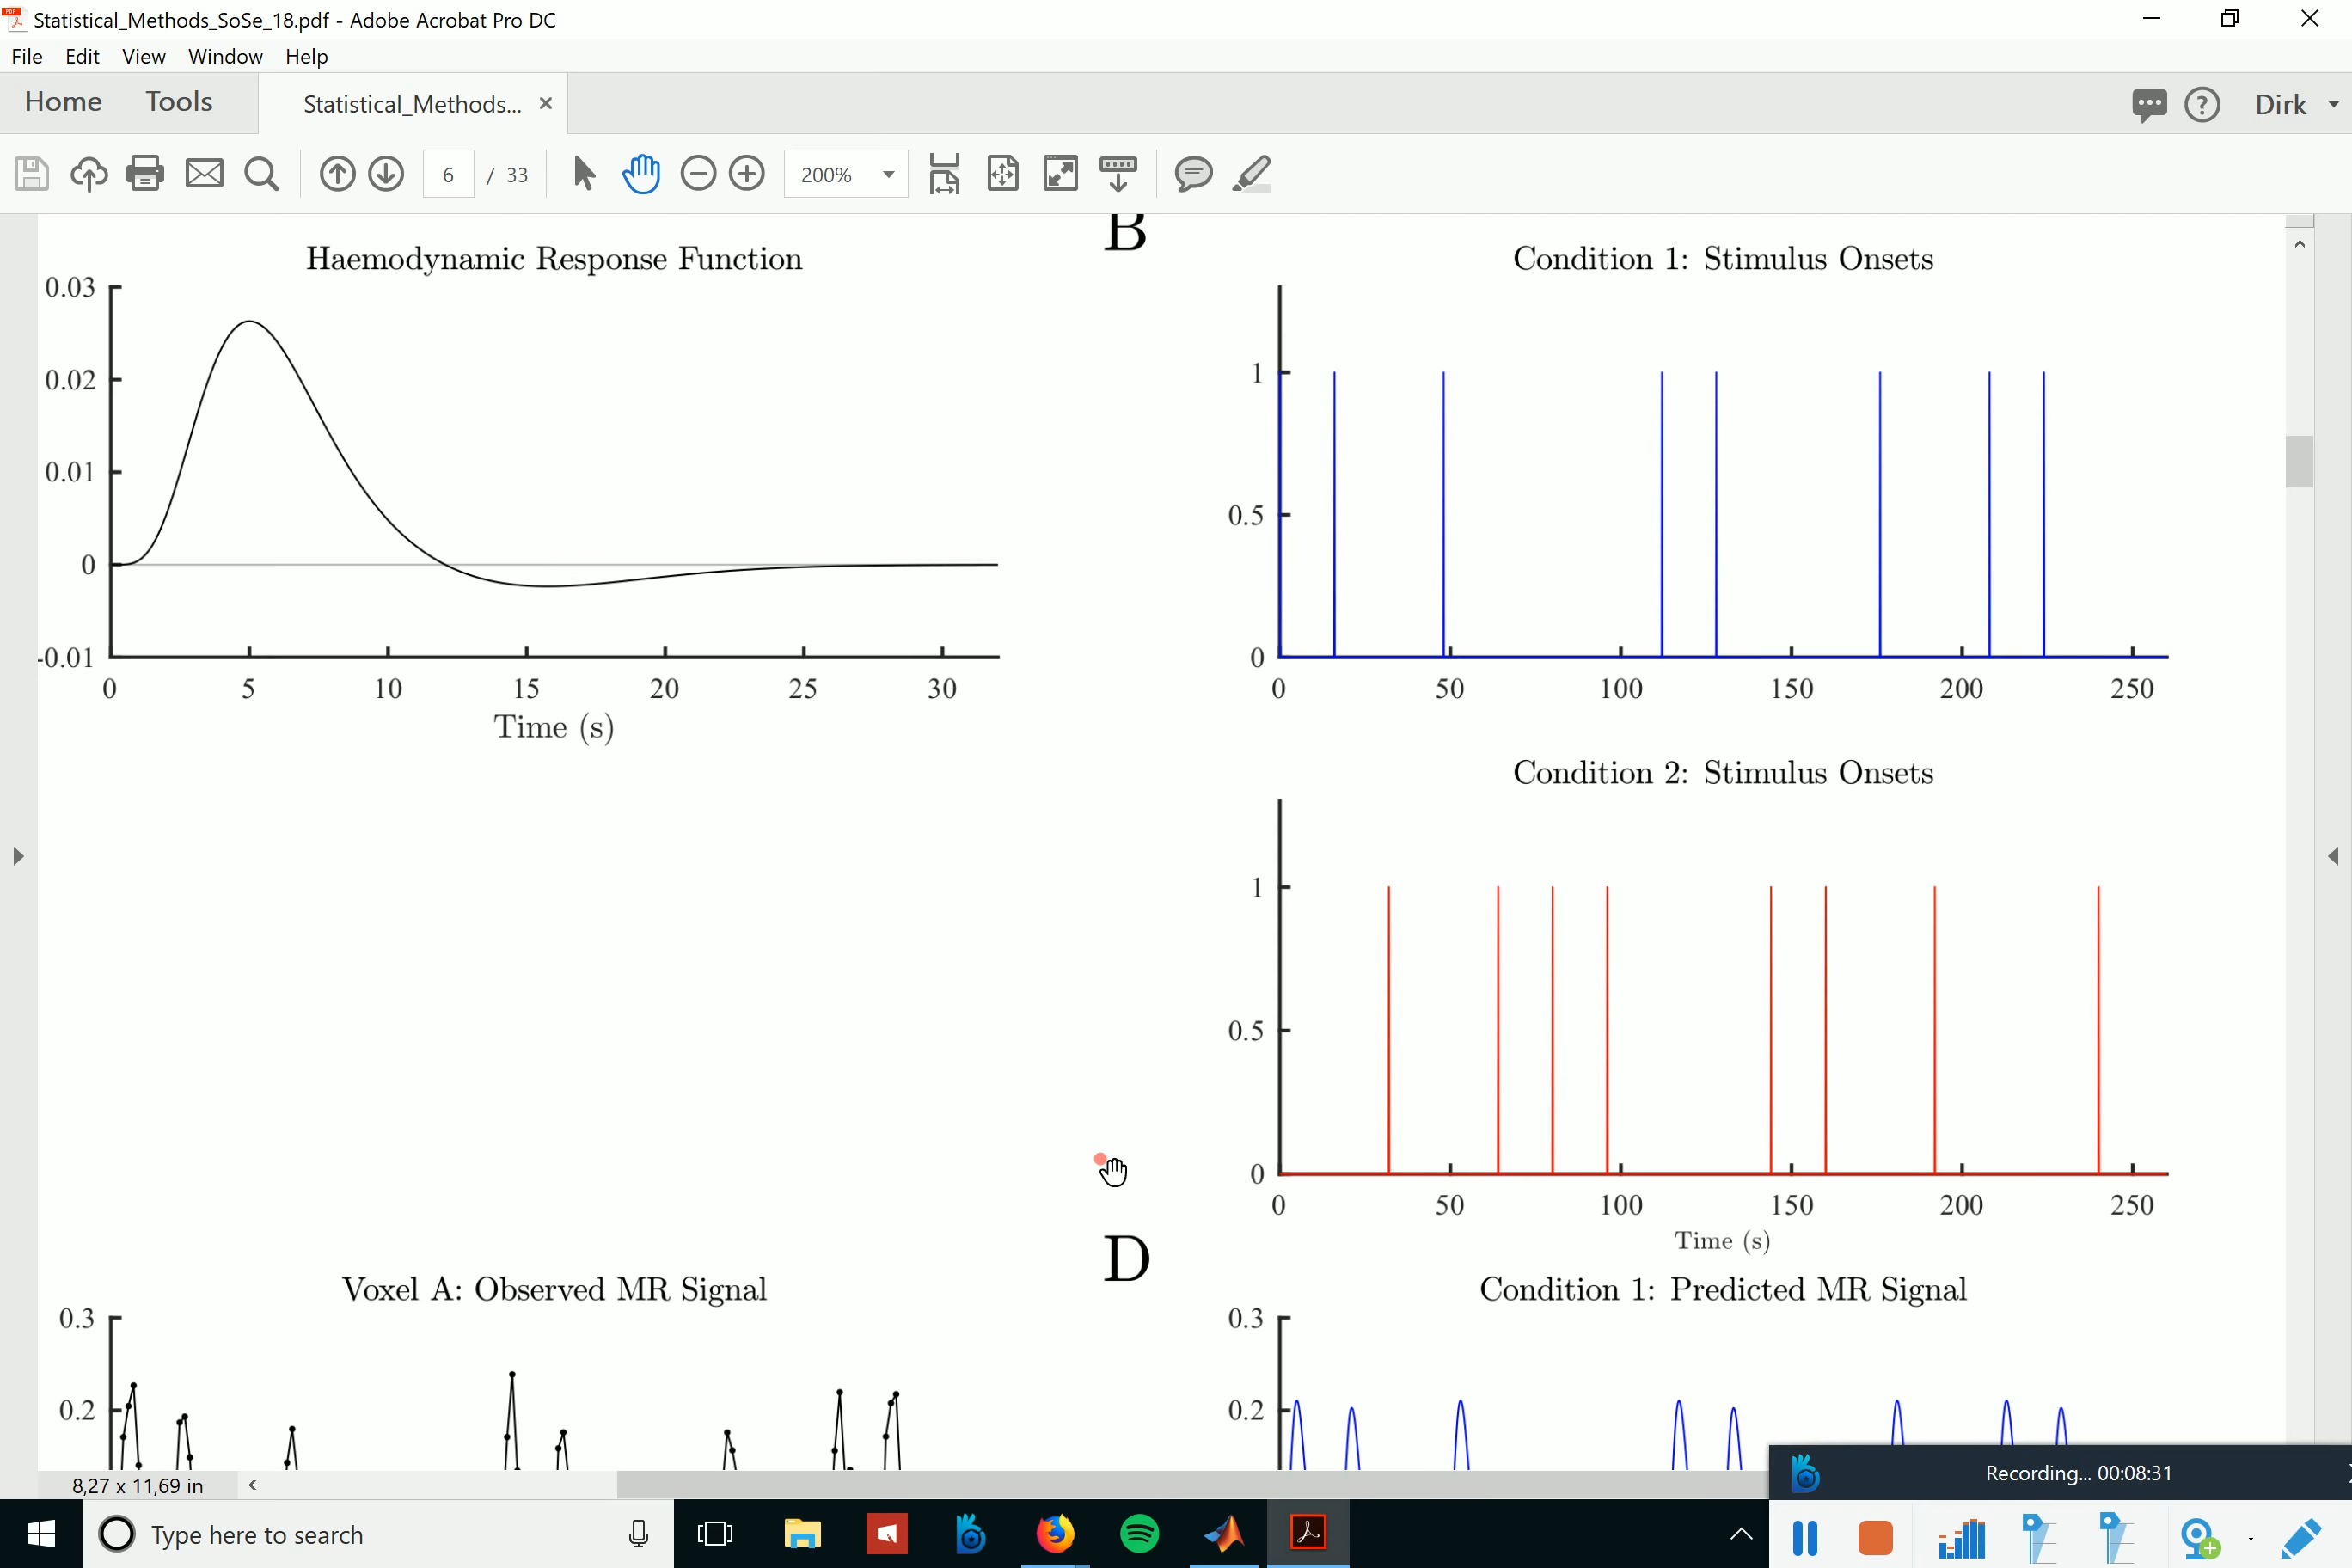 Statistical_Methods_SoSe_18.pdf - Adobe Acrobat Pro DC
File Edit View Window Help
Home Tools Statistical_Methods... × ? Dirk
6 / 33 200%
B
Haemodynamic Response Function
0.03
0.02
0.01
0
-0.01
0 5 10 15 20 25 30
Time (s)
Condition 1: Stimulus Onsets
1
0.5
0
0 50 100 150 200 250
Condition 2: Stimulus Onsets
1
0.5
0
0 50 100 150 200 250
Time (s)
Voxel A: Observed MR Signal
0.3
0.2
D
Condition 1: Predicted MR Signal
0.3
0.2
8,27 x 11,69 in
Recording... 00:08:31
Type here to search